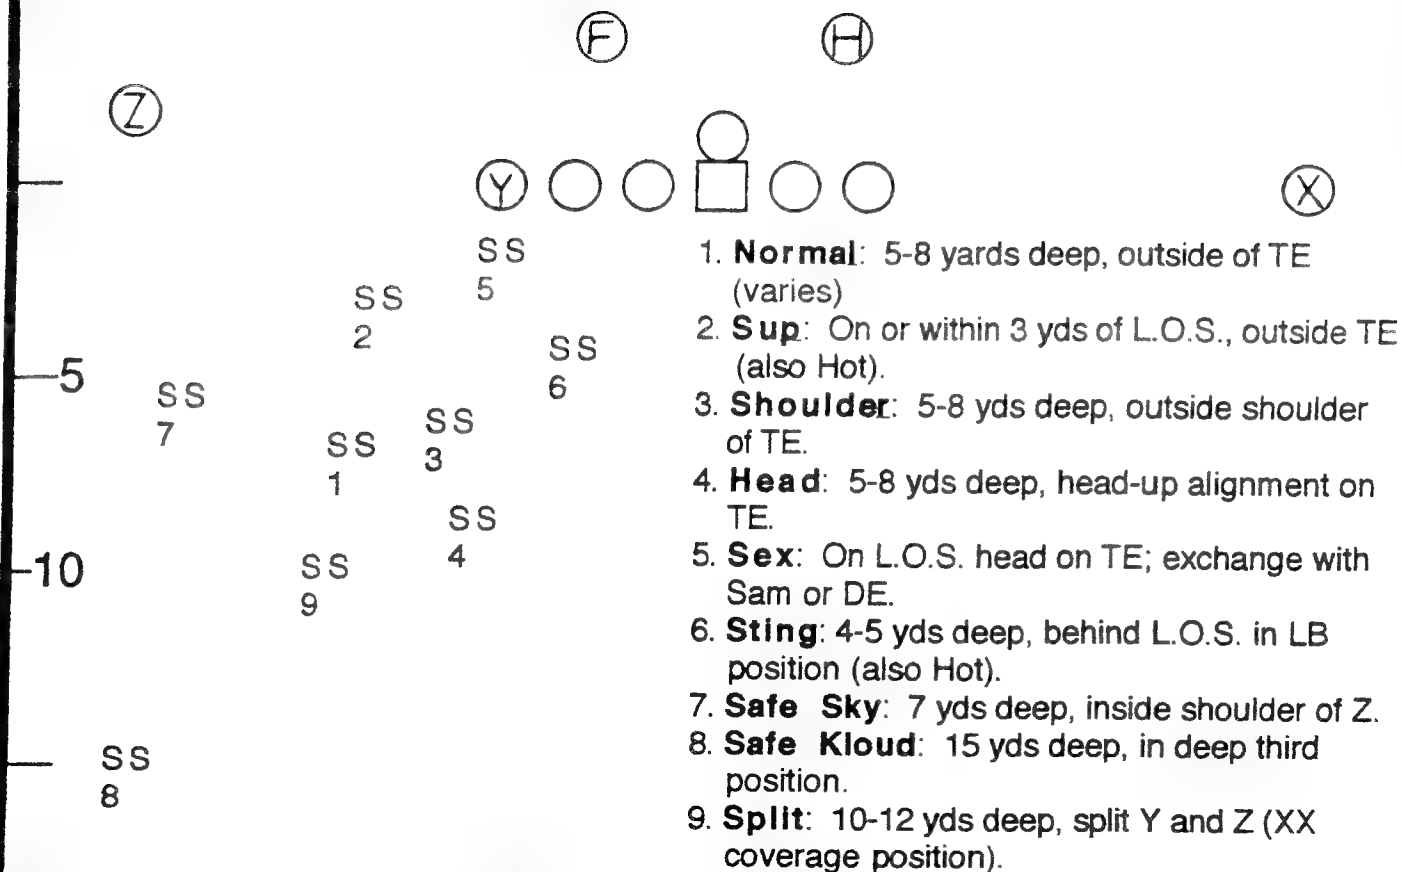 F H
Z
Y X
SS
5
SS
2
SS
6
5
SS
7
SS
3
SS
1
SS
4
10
SS
9
SS
8
1. Normal: 5-8 yards deep, outside of TE
(varies)
2. Sup: On or within 3 yds of L.O.S., outside TE
(also Hot).
3. Shoulder: 5-8 yds deep, outside shoulder
of TE.
4. Head: 5-8 yds deep, head-up alignment on
TE.
5. Sex: On L.O.S. head on TE; exchange with
Sam or DE.
6. Sting: 4-5 yds deep, behind L.O.S. in LB
position (also Hot).
7. Safe Sky: 7 yds deep, inside shoulder of Z.
8. Safe Kloud: 15 yds deep, in deep third
position.
9. Split: 10-12 yds deep, split Y and Z (XX
coverage position).